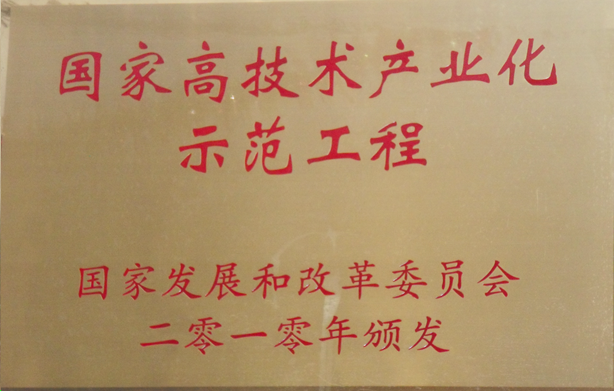 国家高技术产业化
示范工程
国家发展和改革委员会
二零一零年颁发